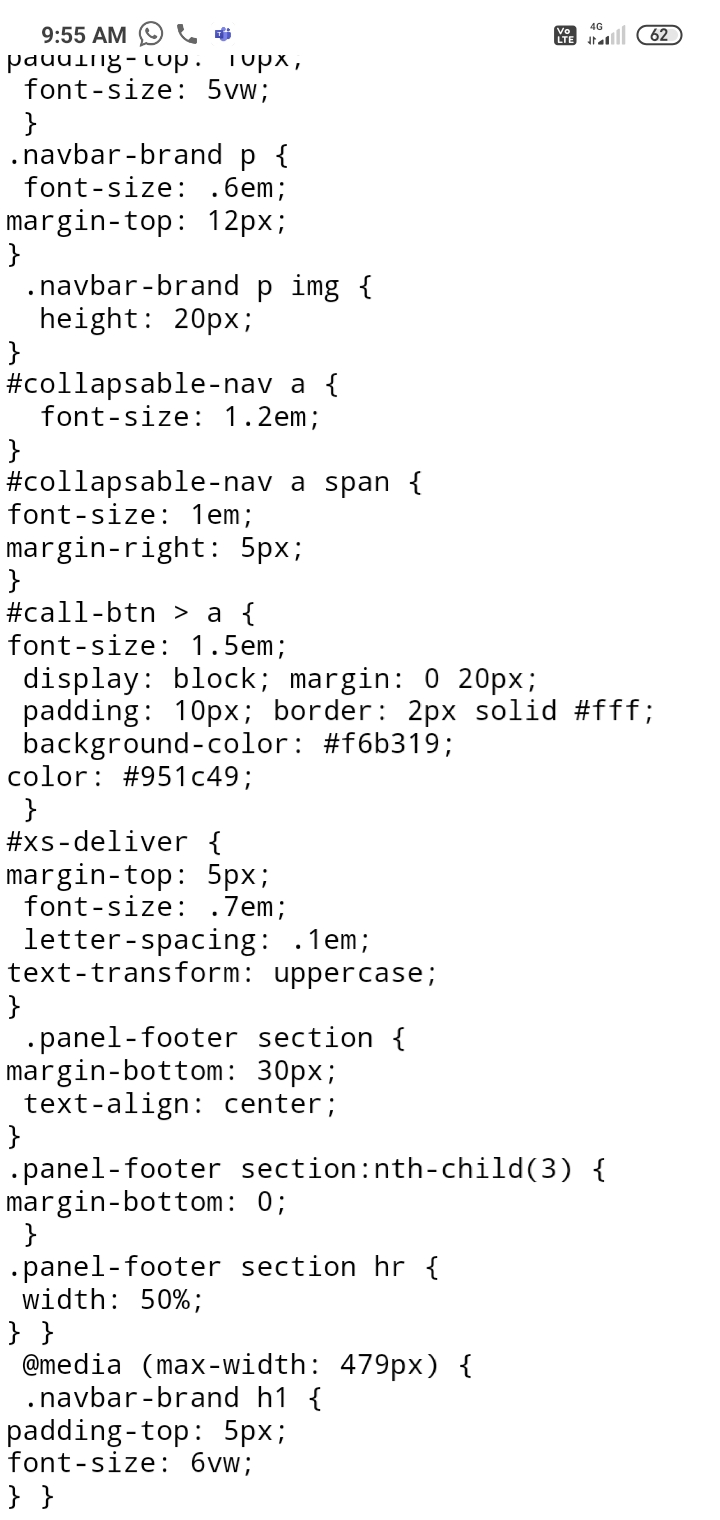 9:55 AM
Vo LTE 4G 62
padding-top: 10px;
font-size: 5vw;
}
.navbar-brand p {
font-size: .6em;
margin-top: 12px;
}
.navbar-brand p img {
height: 20px;
}
#collapsable-nav a {
font-size: 1.2em;
}
#collapsable-nav a span {
font-size: 1em;
margin-right: 5px;
}
#call-btn > a {
font-size: 1.5em;
display: block; margin: 0 20px;
padding: 10px; border: 2px solid #fff;
background-color: #f6b319;
color: #951c49;
}
#xs-deliver {
margin-top: 5px;
font-size: .7em;
letter-spacing: .1em;
text-transform: uppercase;
}
.panel-footer section {
margin-bottom: 30px;
text-align: center;
}
.panel-footer section:nth-child(3) {
margin-bottom: 0;
}
.panel-footer section hr {
width: 50%;
} }
@media (max-width: 479px) {
.navbar-brand h1 {
padding-top: 5px;
font-size: 6vw;
} }